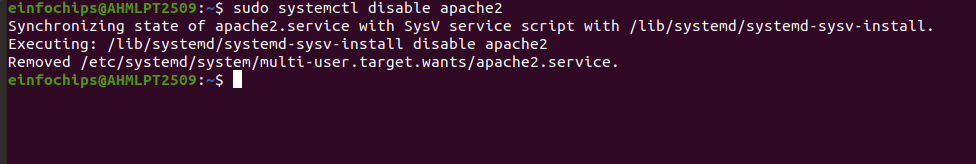 einfochips@AHMLPT2509:~$ sudo systemctl disable apache2
Synchronizing state of apache2.service with SysV service script with /lib/systemd/systemd-sysv-install.
Executing: /lib/systemd/systemd-sysv-install disable apache2
Removed /etc/systemd/system/multi-user.target.wants/apache2.service.
einfochips@AHMLPT2509:~$